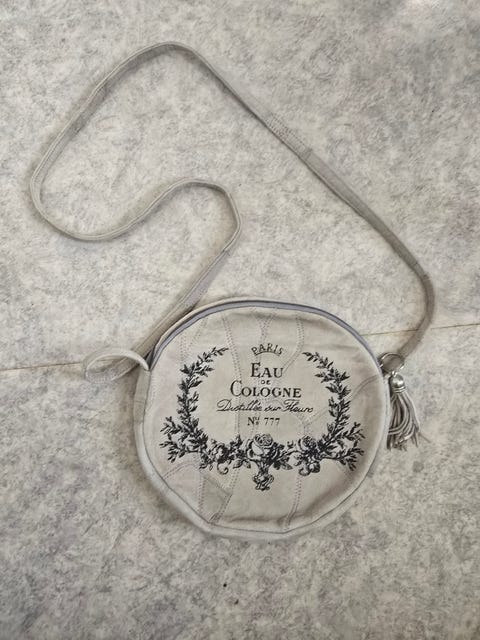 PARIS
EAU
DE
COLOGNE
Distillée aux Fleurs
No 777